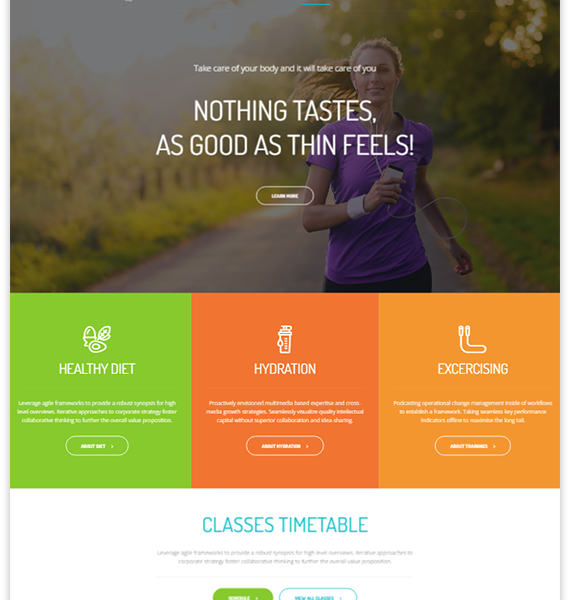 Take care of your body and it will take care of you
NOTHING TASTES,
AS GOOD AS THIN FEELS!
LEARN MORE
HEALTHY DIET
Leverage agile frameworks to provide a robust synopsis for high
level overviews. Iterative approaches to corporate strategy foster
collaborative thinking to further the overall value proposition.
ABOUT DIET
HYDRATION
Proactively envisioned multimedia based expertise and cross-
media growth strategies. Seamlessly visualize quality intellectual
capital without superior collaboration and idea-sharing.
ABOUT HYDRATION
EXCERCISING
Podcasting operational change management inside of workflows
to establish a framework. Taking seamless key performance
indicators offline to maximise the long tail.
ABOUT TRAININGS
CLASSES TIMETABLE
Leverage agile frameworks to provide a robust synopsis for high level overviews. Iterative approaches to
corporate strategy foster collaborative thinking to further the overall value proposition.
SCHEDULE
VIEW ALL CLASSES